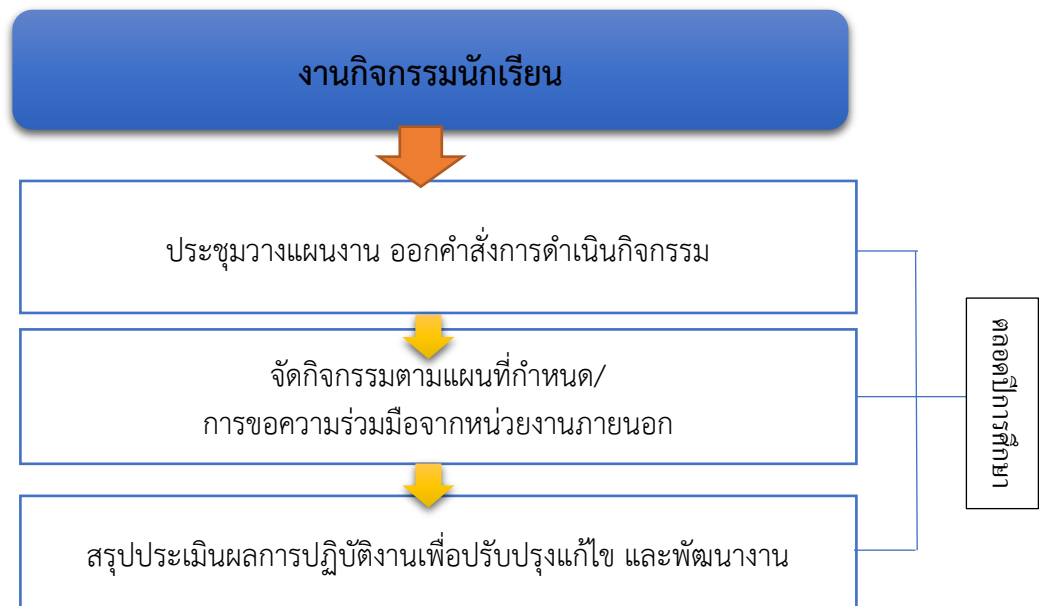 งานกิจกรรมนักเรียน
ประชุมวางแผนงาน ออกคำสั่งการดำเนินกิจกรรม
จัดกิจกรรมตามแผนที่กำหนด/
การขอความร่วมมือจากหน่วยงานภายนอก
สรุปประเมินผลการปฏิบัติงานเพื่อปรับปรุงแก้ไข และพัฒนางาน
ตลอดปีการศึกษา